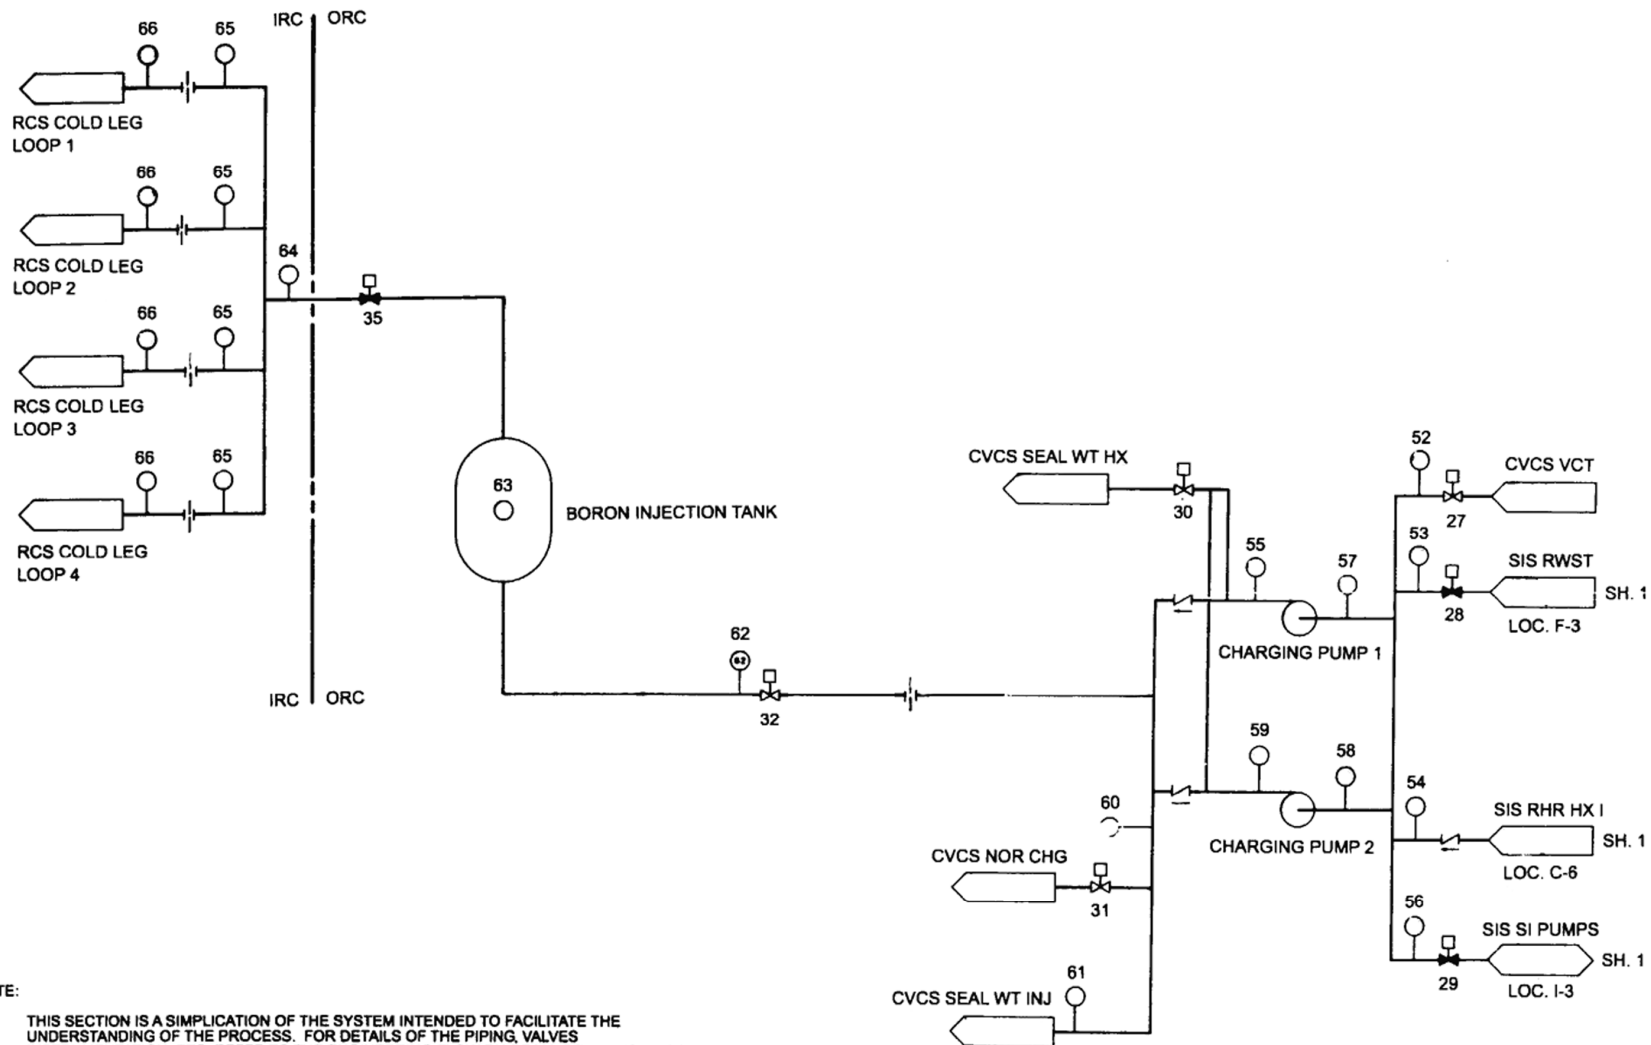 IRC ORC
66 65
RCS COLD LEG
LOOP 1
66 65
RCS COLD LEG
LOOP 2
64
35
66 65
RCS COLD LEG
LOOP 3
66 65
RCS COLD LEG
LOOP 4
63
BORON INJECTION TANK
IRC ORC
62
62
32
CVCS SEAL WT HX
30
55
57
CHARGING PUMP 1
59
58
CHARGING PUMP 2
60
CVCS NOR CHG
31
CVCS SEAL WT INJ
61
52
CVCS VCT
27
53
SIS RWST
SH. 1
28
LOC. F-3
54
SIS RHR HX I
SH. 1
LOC. C-6
56
SIS SI PUMPS
SH. 1
29
LOC. I-3
TE:
THIS SECTION IS A SIMPLICATION OF THE SYSTEM INTENDED TO FACILITATE THE
UNDERSTANDING OF THE PROCESS. FOR DETAILS OF THE PIPING, VALVES